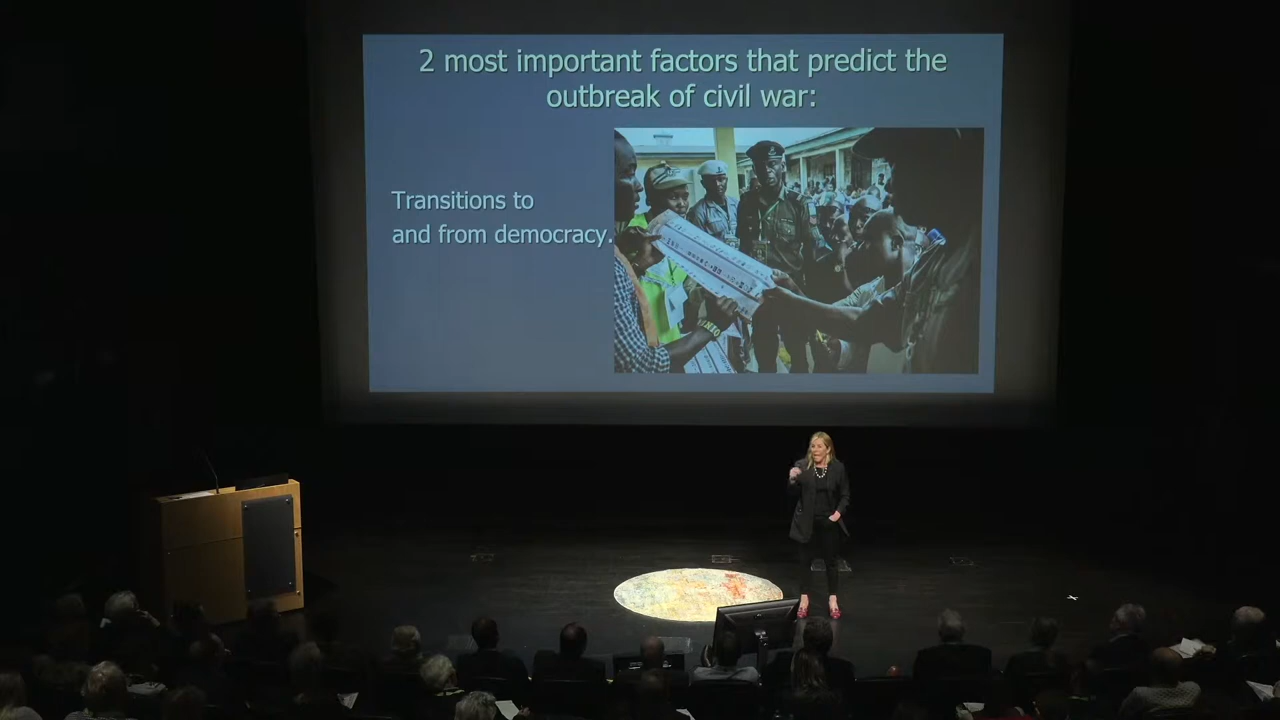 2 most important factors that predict the
outbreak of civil war:
Transitions to
and from democracy.